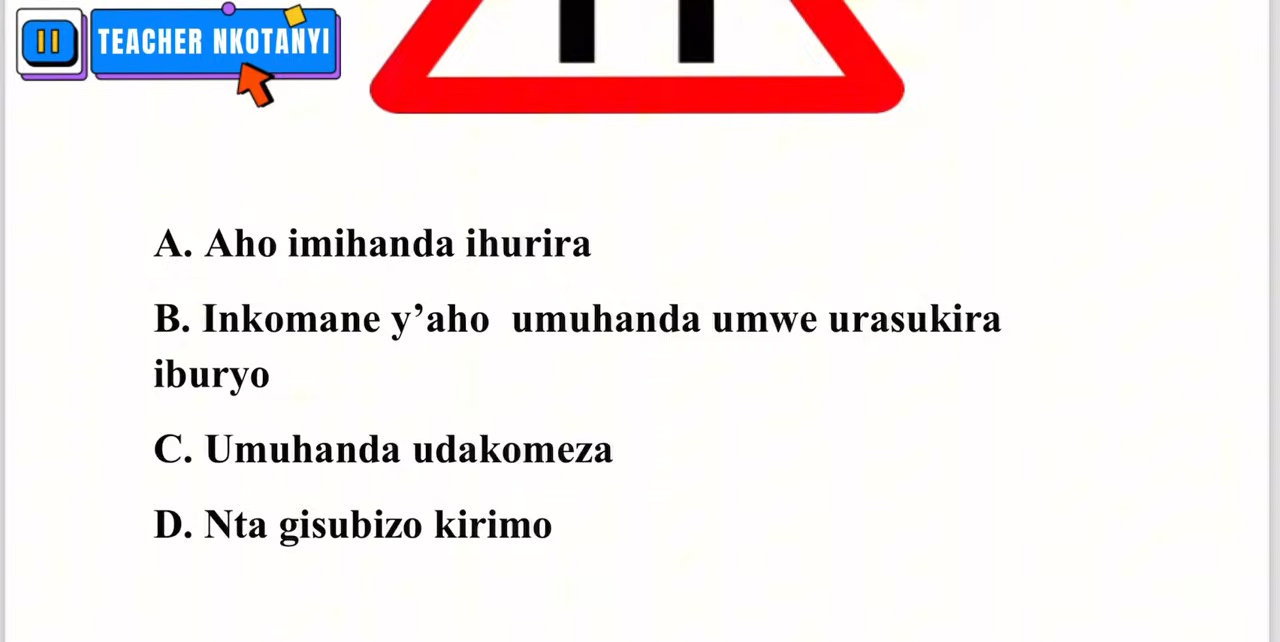 TEACHER NKOTANYI
A. Aho imihanda ihurira
B. Inkomane y’aho umuhanda umwe urasukira
iburyo
C. Umuhanda udakomeza
D. Nta gisubizo kirimo